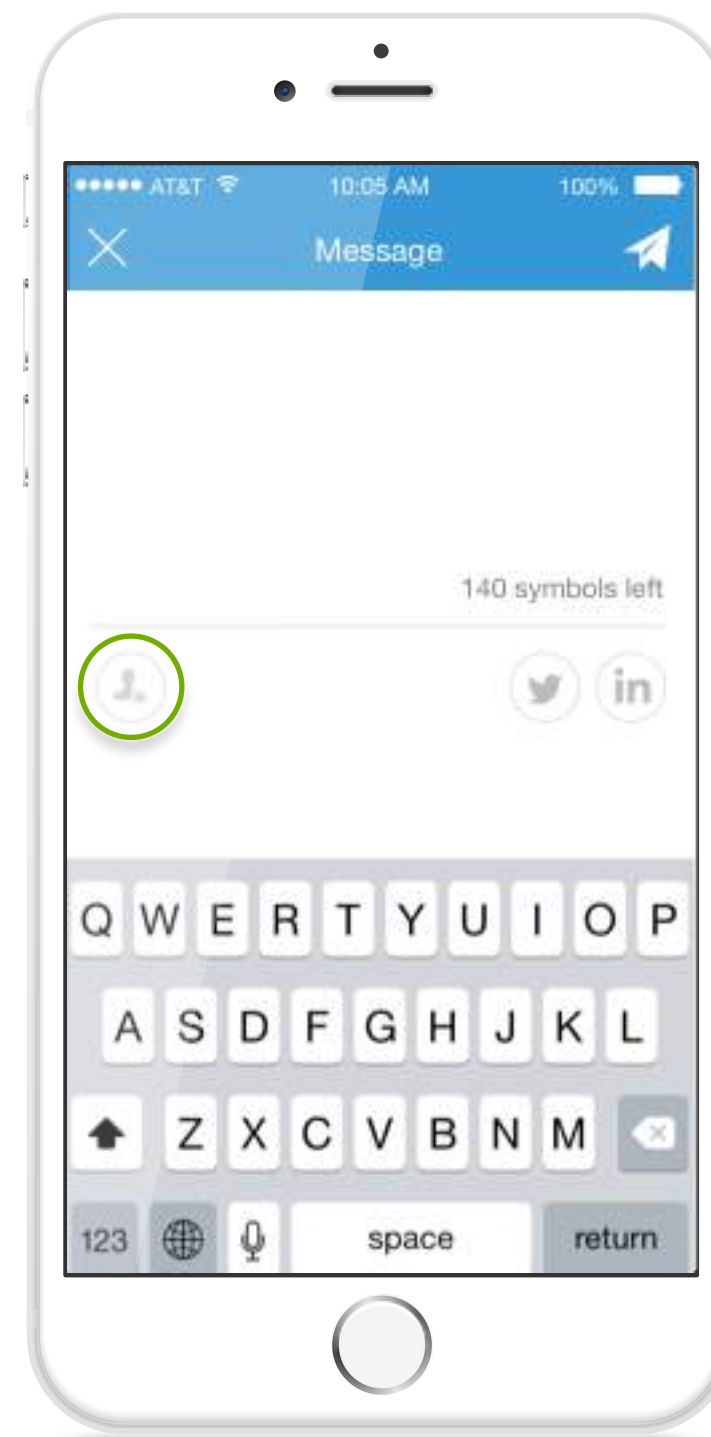 AT&T 10:05 AM 100%
Message
140 symbols left
in
Q W E R T Y U I O P
A S D F G H J K L
Z X C V B N M
123 space return